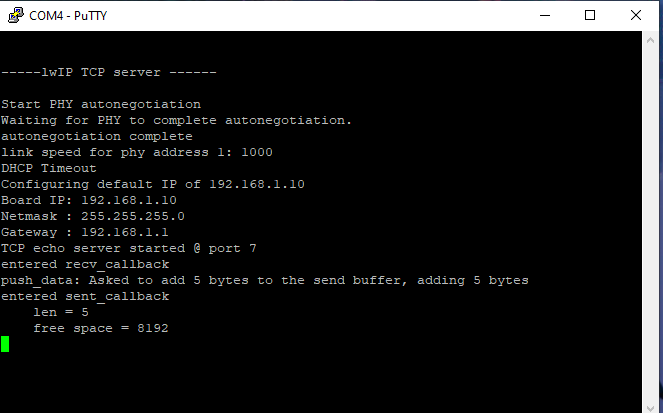 COM4 - PuTTY
-----lwIP TCP server ------
Start PHY autonegotiation
Waiting for PHY to complete autonegotiation.
autonegotiation complete
link speed for phy address 1: 1000
DHCP Timeout
Configuring default IP of 192.168.1.10
Board IP: 192.168.1.10
Netmask : 255.255.255.0
Gateway : 192.168.1.1
TCP echo server started @ port 7
entered recv_callback
push_data: Asked to add 5 bytes to the send buffer, adding 5 bytes
entered sent_callback
    len = 5
    free space = 8192